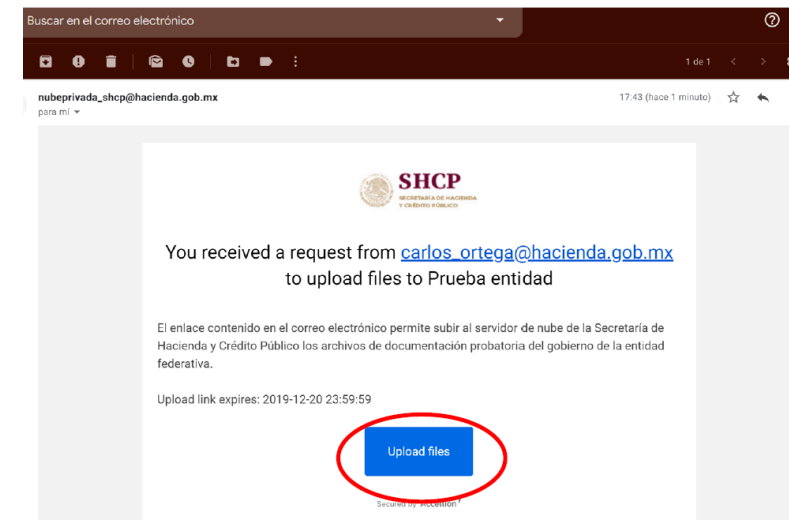 Buscar en el correo electrónico
1 de 1
nubeprivada_shcp@hacienda.gob.mx
17:43 (hace 1 minuto)
para mí
SHCP
SECRETARÍA DE HACIENDA
Y CRÉDITO PÚBLICO
You received a request from carlos_ortega@hacienda.gob.mx
to upload files to Prueba entidad
El enlace contenido en el correo electrónico permite subir al servidor de nube de la Secretaría de
Hacienda y Crédito Público los archivos de documentación probatoria del gobierno de la entidad
federativa.
Upload link expires: 2019-12-20 23:59:59
Upload files
Secured by Accellion